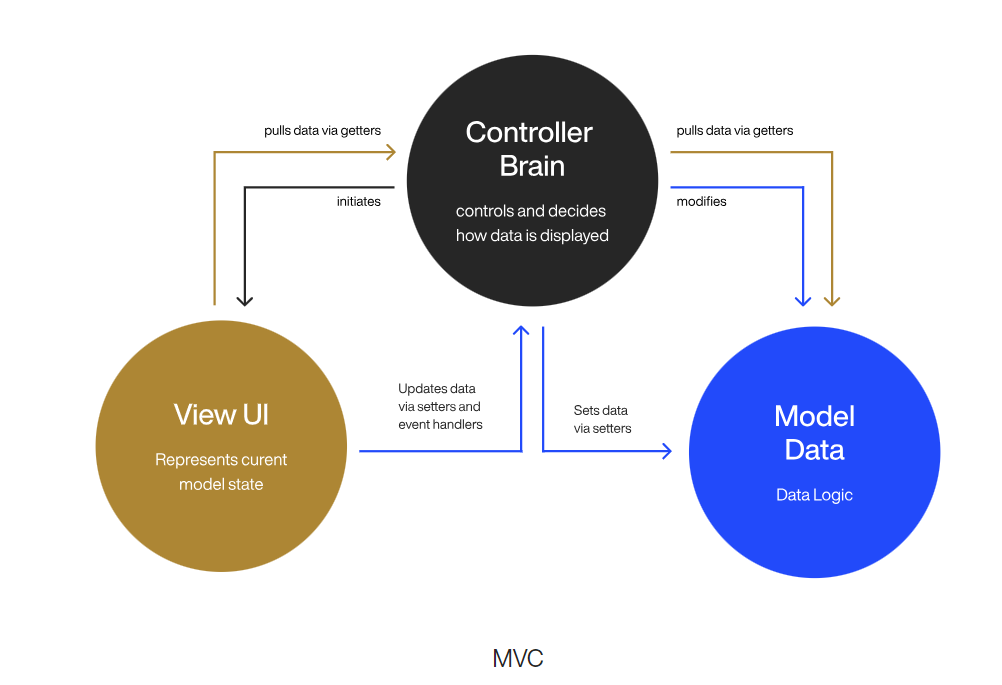 pulls data via getters
initiates
Controller
Brain
controls and decides
how data is displayed
pulls data via getters
modifies
View UI
Represents curent
model state
Updates data
via setters and
event handlers
Sets data
via setters
Model
Data
Data Logic
MVC